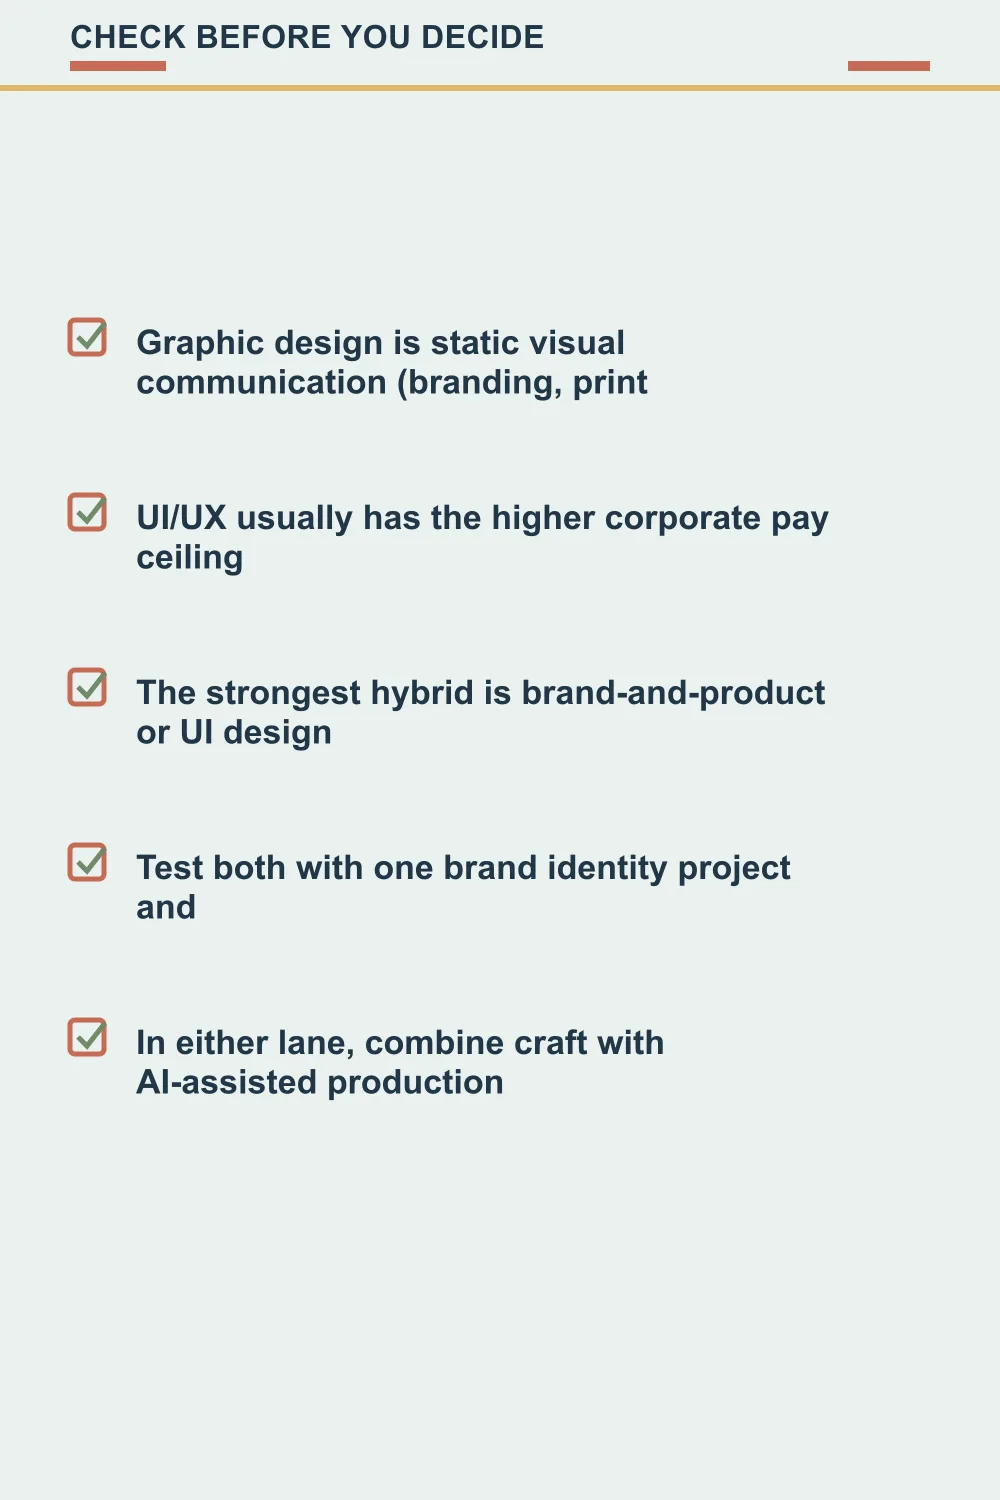 CHECK BEFORE YOU DECIDE
Graphic design is static visual
communication (branding, print
UI/UX usually has the higher corporate pay
ceiling
The strongest hybrid is brand-and-product
or UI design
Test both with one brand identity project
and
In either lane, combine craft with
AI-assisted production